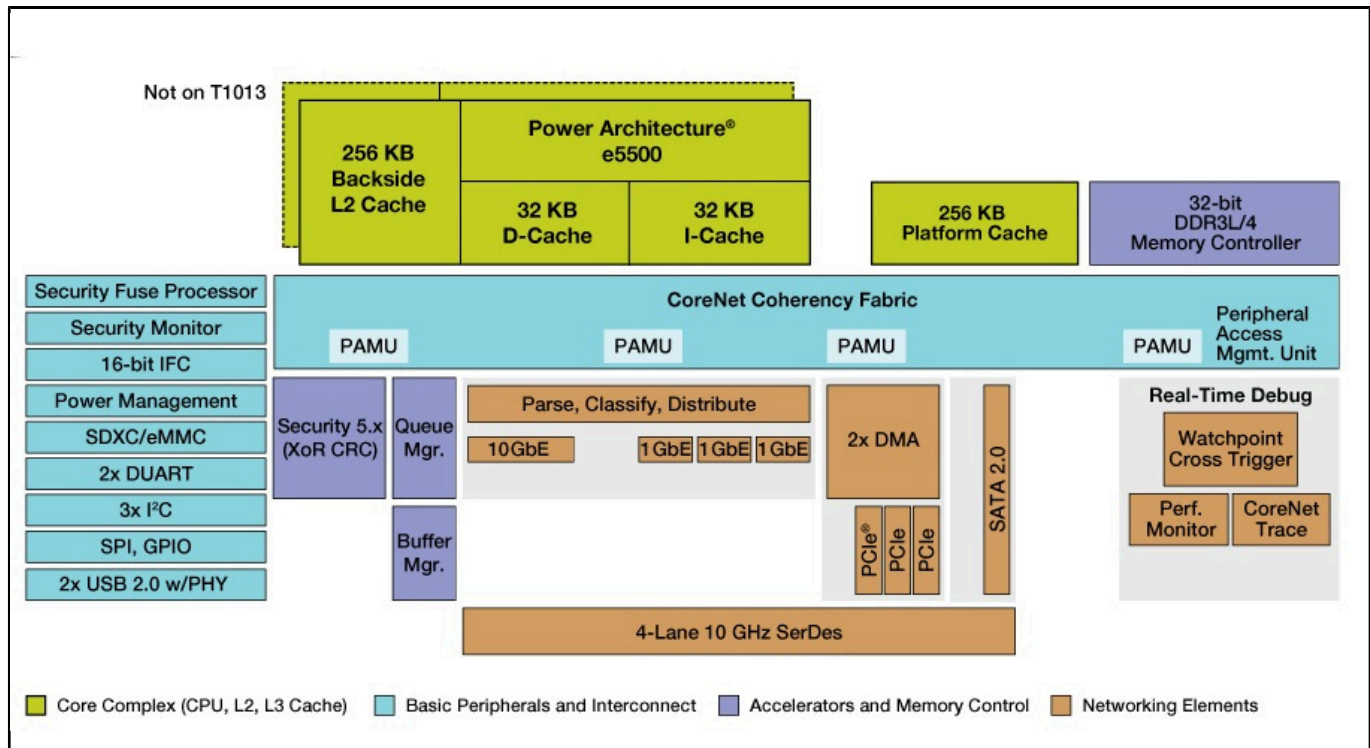 Not on T1013
256 KB
Backside
L2 Cache
Power Architecture®
e5500
32 KB
D-Cache
32 KB
I-Cache
256 KB
Platform Cache
32-bit
DDR3L/4
Memory Controller
Security Fuse Processor
Security Monitor
16-bit IFC
Power Management
SDXC/eMMC
2x DUART
3x I²C
SPI, GPIO
2x USB 2.0 w/PHY
CoreNet Coherency Fabric
PAMU
PAMU
PAMU
PAMU
Peripheral
Access
Mgmt. Unit
Security 5.x
(XoR CRC)
Queue
Mgr.
Buffer
Mgr.
Parse, Classify, Distribute
10GbE
1GbE
1GbE
1GbE
2x DMA
PCIe®
PCIe
PCIe
SATA 2.0
Real-Time Debug
Watchpoint
Cross Trigger
Perf.
Monitor
CoreNet
Trace
4-Lane 10 GHz SerDes
Core Complex (CPU, L2, L3 Cache)
Basic Peripherals and Interconnect
Accelerators and Memory Control
Networking Elements